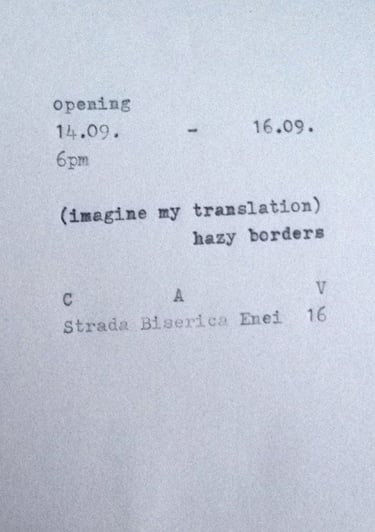 opening
14.09. - 16.09.
6pm
(imagine my translation)
hazy borders
C A V
Strada Biserica Enei 16